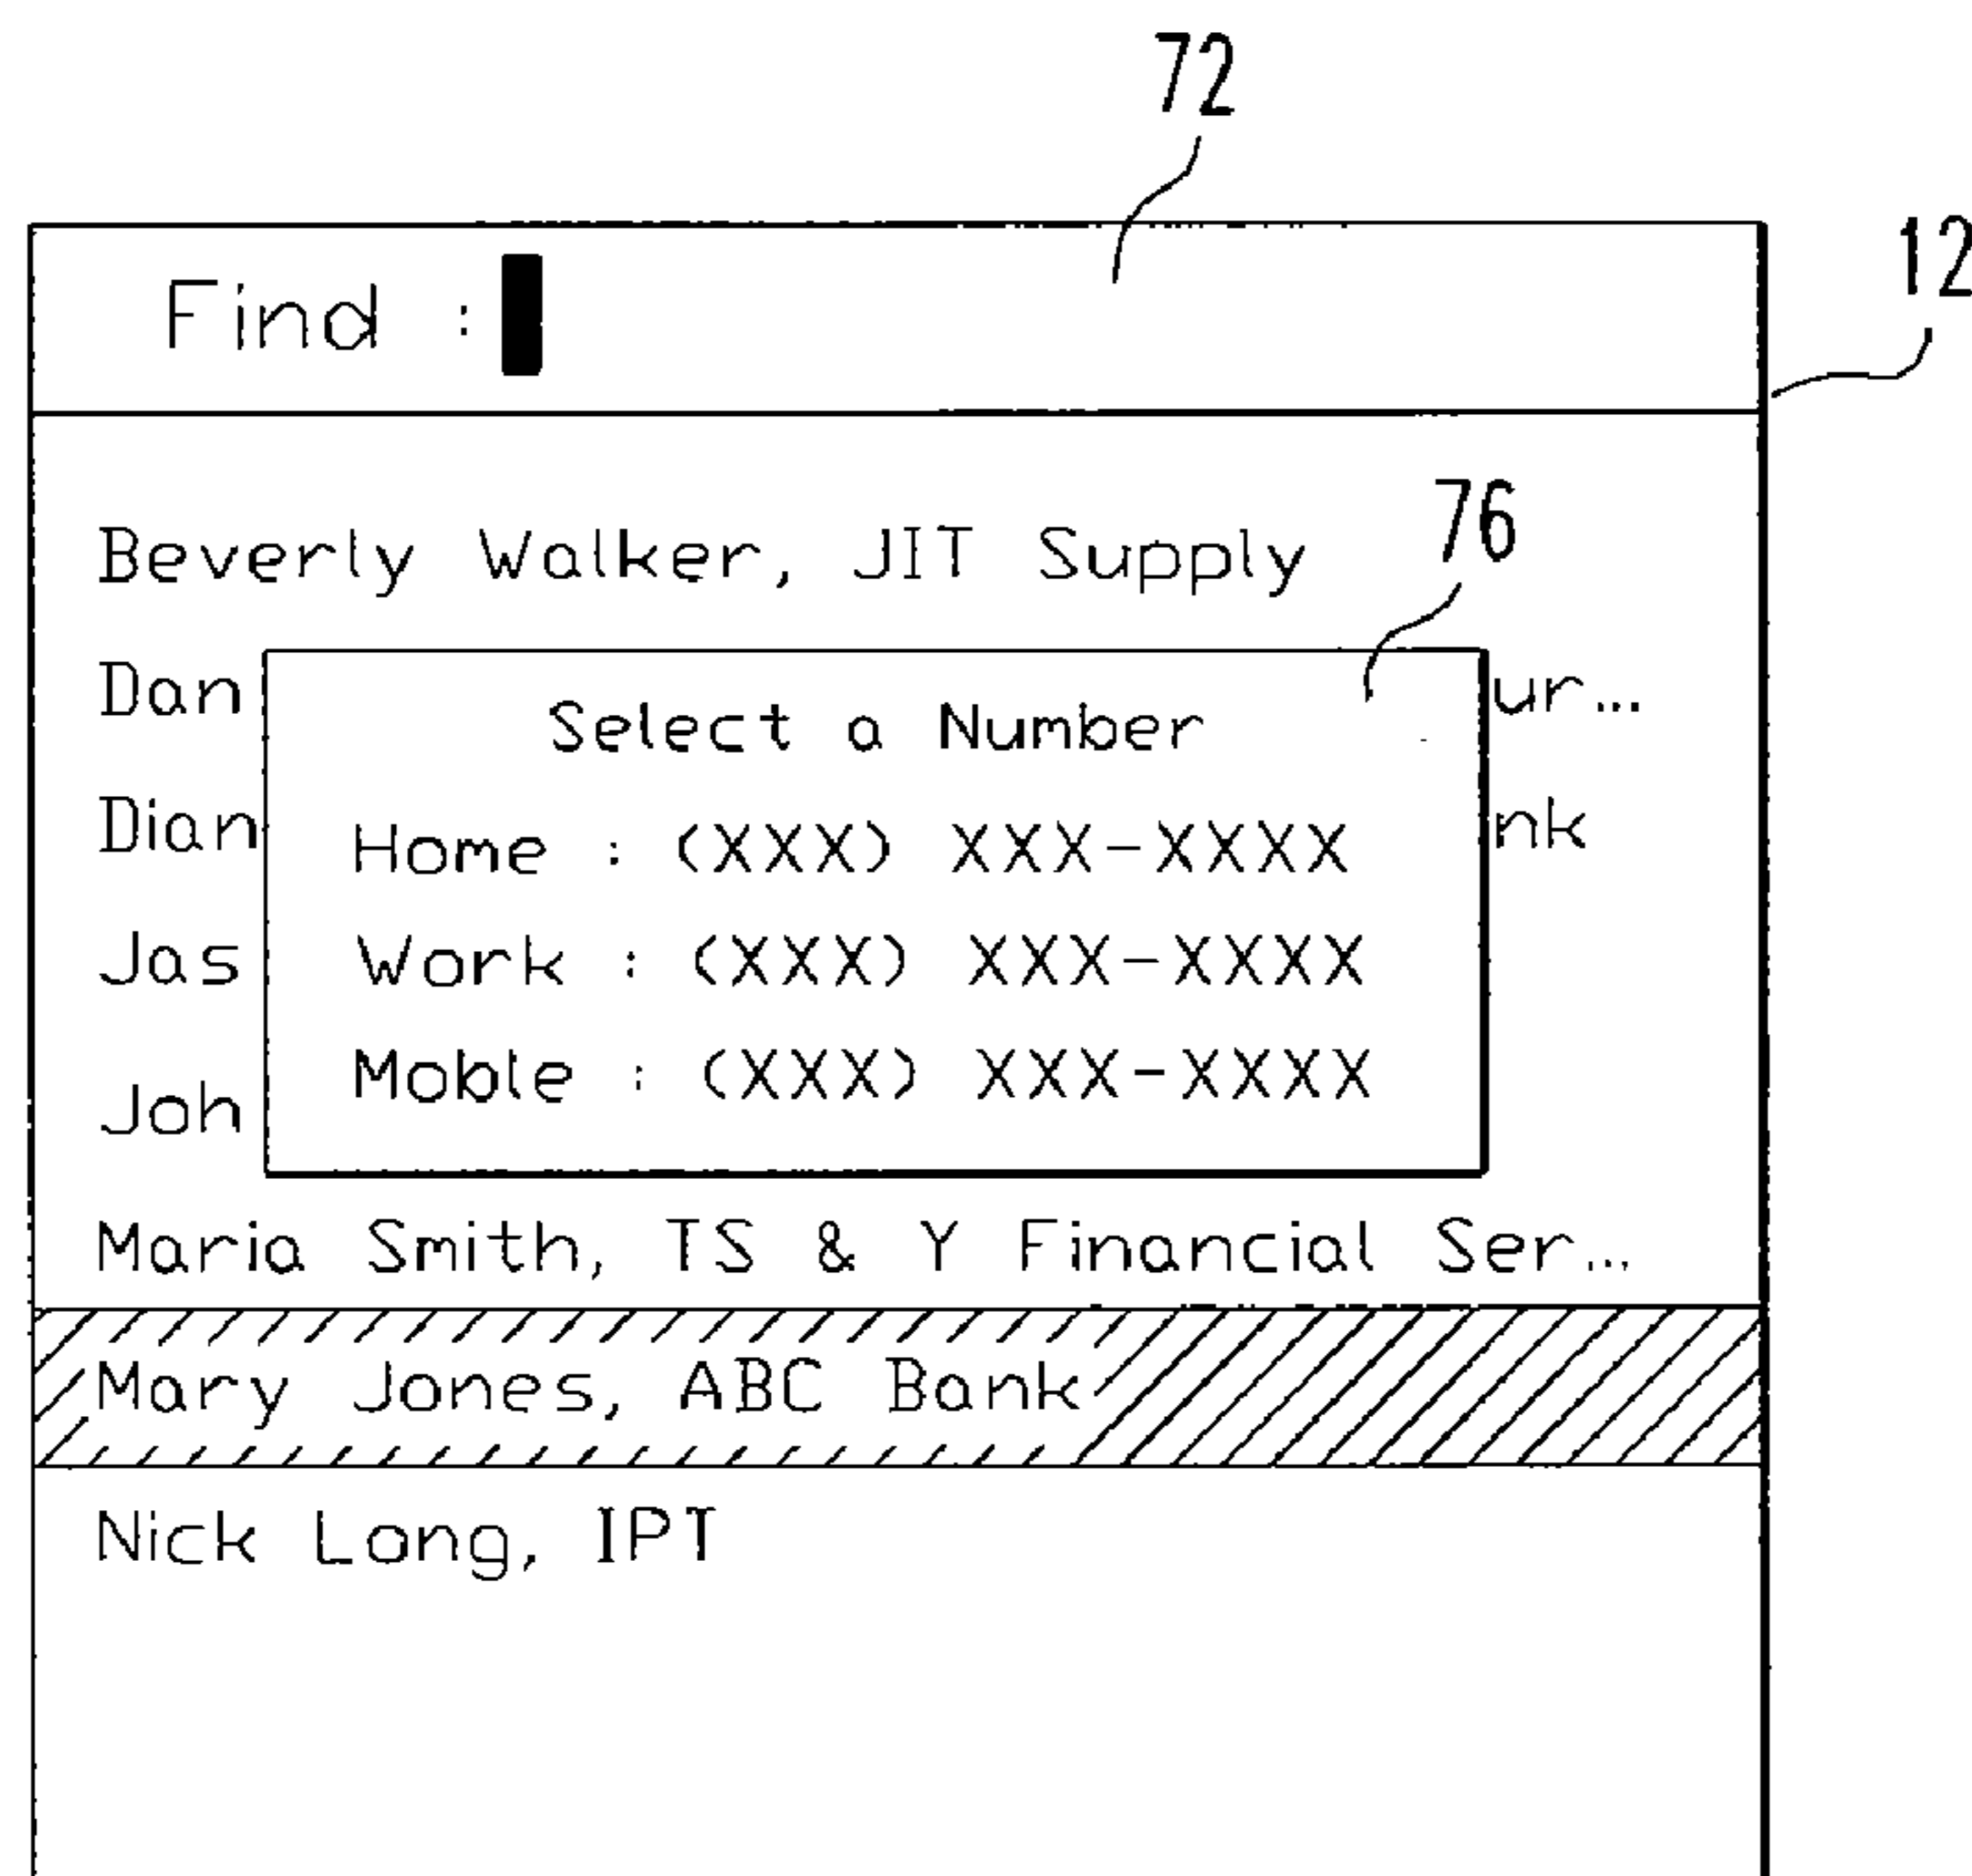 72
12
Find :
76
Beverly Walker, JIT Supply
Dan ur...
Select a Number
Dian nk
Home : (XXX) XXX-XXXX
Jas
Work : (XXX) XXX-XXXX
Moble : (XXX) XXX-XXXX
Joh
Maria Smith, TS & Y Financial Ser...
Mary Jones, ABC Bank
Nick Long, IPT